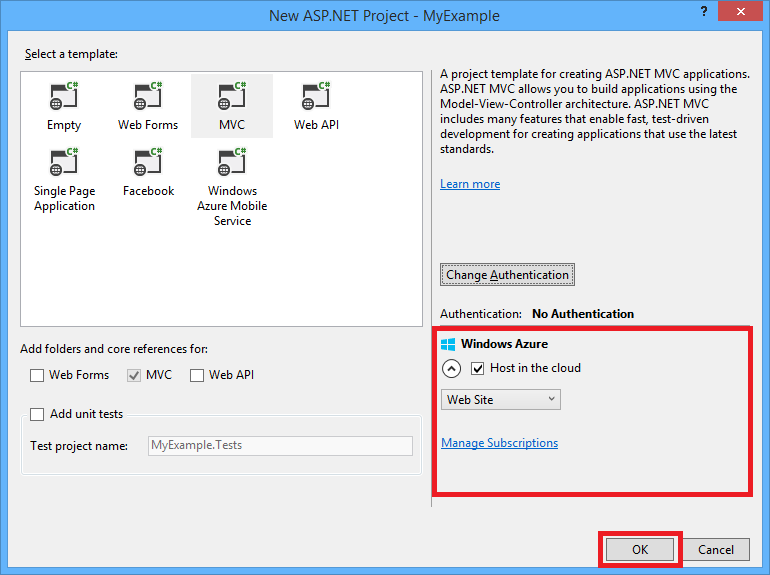 New ASP.NET Project - MyExample
?
Select a template:
C# C# C# C#
Empty Web Forms MVC Web API
C# C# C#
Single Page Application
Facebook
Windows Azure Mobile Service
A project template for creating ASP.NET MVC applications.
ASP.NET MVC allows you to build applications using the
Model-View-Controller architecture. ASP.NET MVC
includes many features that enable fast, test-driven
development for creating applications that use the latest
standards.
Learn more
Change Authentication
Authentication: No Authentication
Windows Azure
Host in the cloud
Web Site
Manage Subscriptions
Add folders and core references for:
Web Forms MVC Web API
Add unit tests
Test project name: MyExample.Tests
OK Cancel